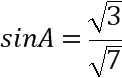 sinA = √3/√7